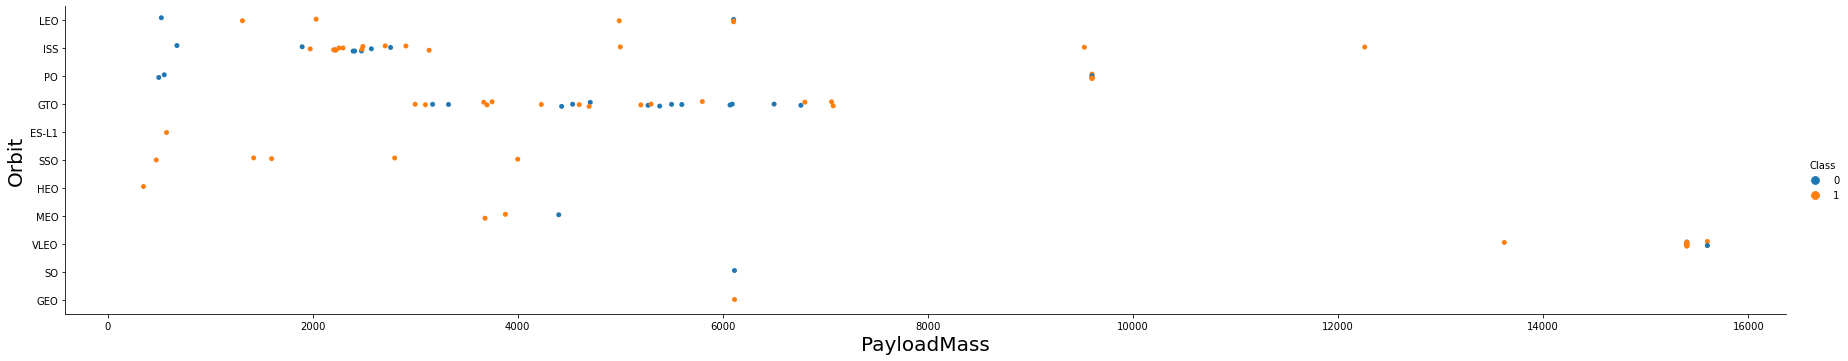 Orbit
LEO
ISS
PO
GTO
ES-L1
SSO
HEO
MEO
VLEO
SO
GEO
0 2000 4000 6000 8000 10000 12000 14000 16000
PayloadMass
Class
0
1